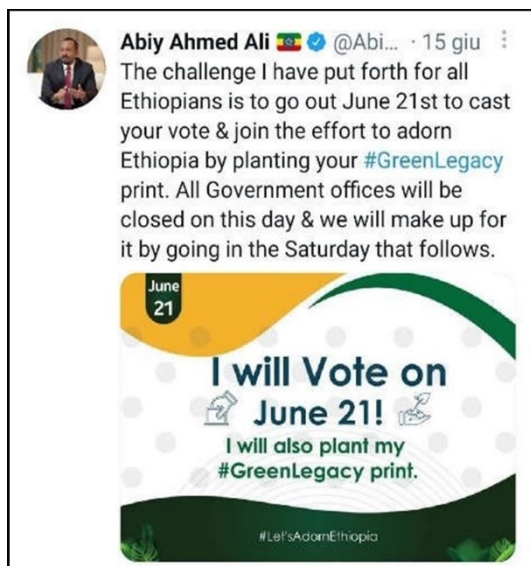 Abiy Ahmed Ali @Abi... · 15 giu
The challenge I have put forth for all
Ethiopians is to go out June 21st to cast
your vote & join the effort to adorn
Ethiopia by planting your #GreenLegacy
print. All Government offices will be
closed on this day & we will make up for
it by going in the Saturday that follows.
June
21
I will Vote on
June 21!
I will also plant my
#GreenLegacy print.
#Let'sAdornEthiopia